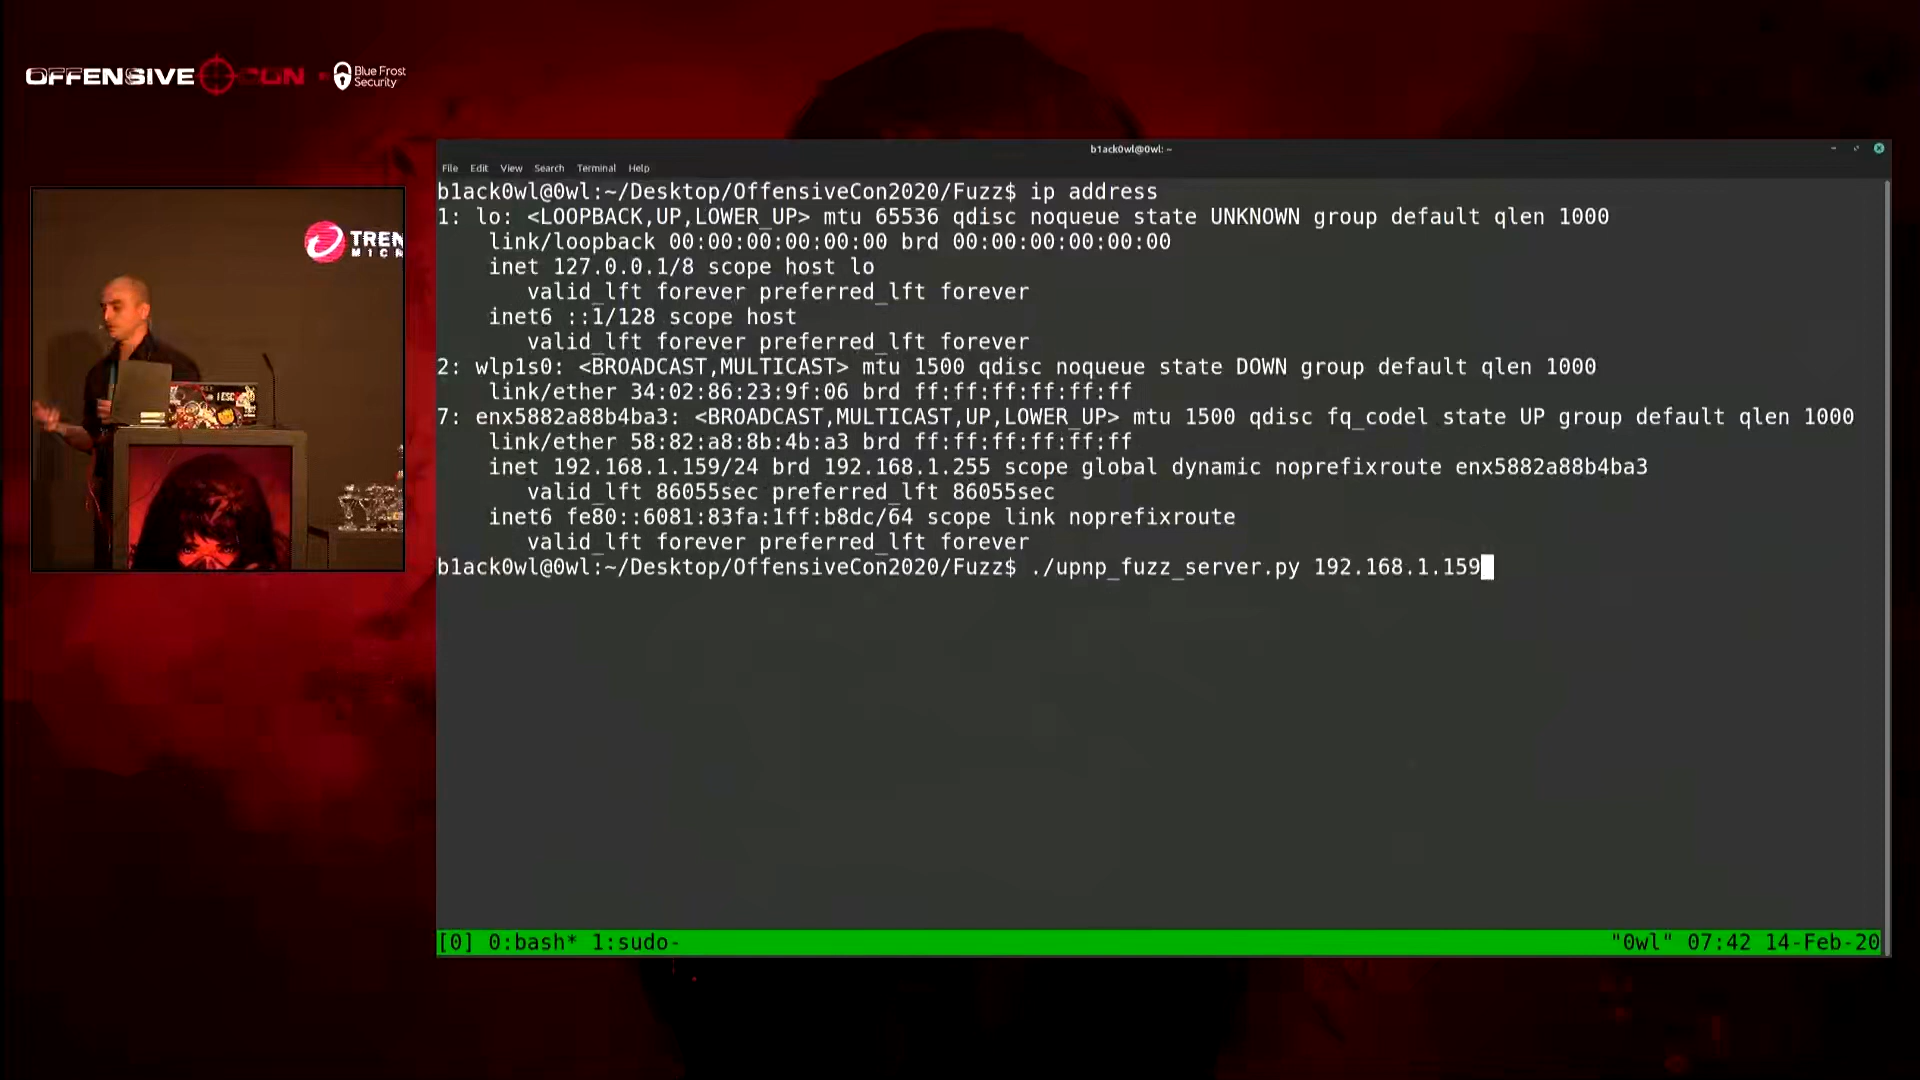 OFFENSIVE CON
Blue Frost
Security
TREN
MICR
b1ack0wl@0wl: ~
File Edit View Search Terminal Help
b1ack0wl@0wl:~/Desktop/OffensiveCon2020/Fuzz$ ip address
1: lo: <LOOPBACK,UP,LOWER_UP> mtu 65536 qdisc noqueue state UNKNOWN group default qlen 1000
link/loopback 00:00:00:00:00:00 brd 00:00:00:00:00:00
inet 127.0.0.1/8 scope host lo
valid_lft forever preferred_lft forever
inet6 ::1/128 scope host
valid_lft forever preferred_lft forever
2: wlp1s0: <BROADCAST,MULTICAST> mtu 1500 qdisc noqueue state DOWN group default qlen 1000
link/ether 34:02:86:23:9f:06 brd ff:ff:ff:ff:ff:ff
7: enx5882a88b4ba3: <BROADCAST,MULTICAST,UP,LOWER_UP> mtu 1500 qdisc fq_codel state UP group default qlen 1000
link/ether 58:82:a8:8b:4b:a3 brd ff:ff:ff:ff:ff:ff
inet 192.168.1.159/24 brd 192.168.1.255 scope global dynamic noprefixroute enx5882a88b4ba3
valid_lft 86055sec preferred_lft 86055sec
inet6 fe80::6081:83fa:1ff:b8dc/64 scope link noprefixroute
valid_lft forever preferred_lft forever
b1ack0wl@0wl:~/Desktop/OffensiveCon2020/Fuzz$ ./upnp_fuzz_server.py 192.168.1.159
[0] 0:bash* 1:sudo- "0wl" 07:42 14-Feb-20